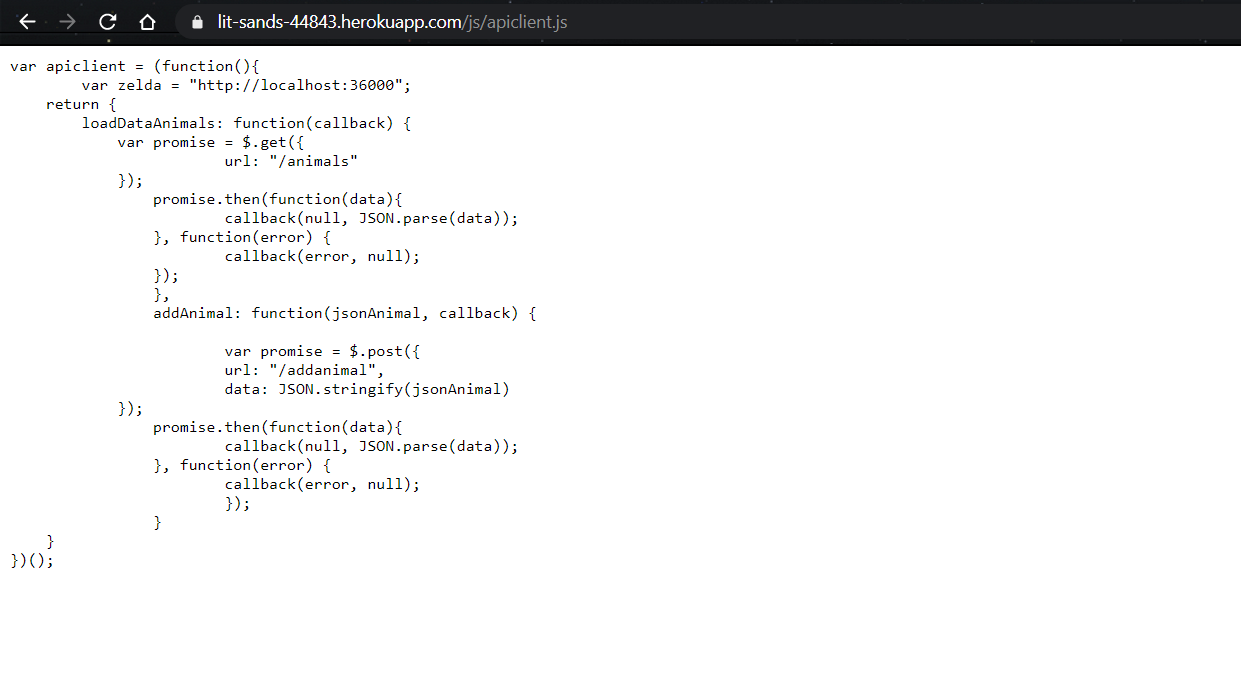 lit-sands-44843.herokuapp.com/js/apiclient.js
var apiclient = (function(){
        var zelda = "http://localhost:36000";
    return {
        loadDataAnimals: function(callback) {
            var promise = $.get({
                        url: "/animals"
            });
                promise.then(function(data){
                        callback(null, JSON.parse(data));
                }, function(error) {
                        callback(error, null);
                });
                },
                addAnimal: function(jsonAnimal, callback) {
                        var promise = $.post({
                        url: "/addanimal",
                        data: JSON.stringify(jsonAnimal)
            });
                promise.then(function(data){
                        callback(null, JSON.parse(data));
                }, function(error) {
                        callback(error, null);
                        });
                }
    }
})();